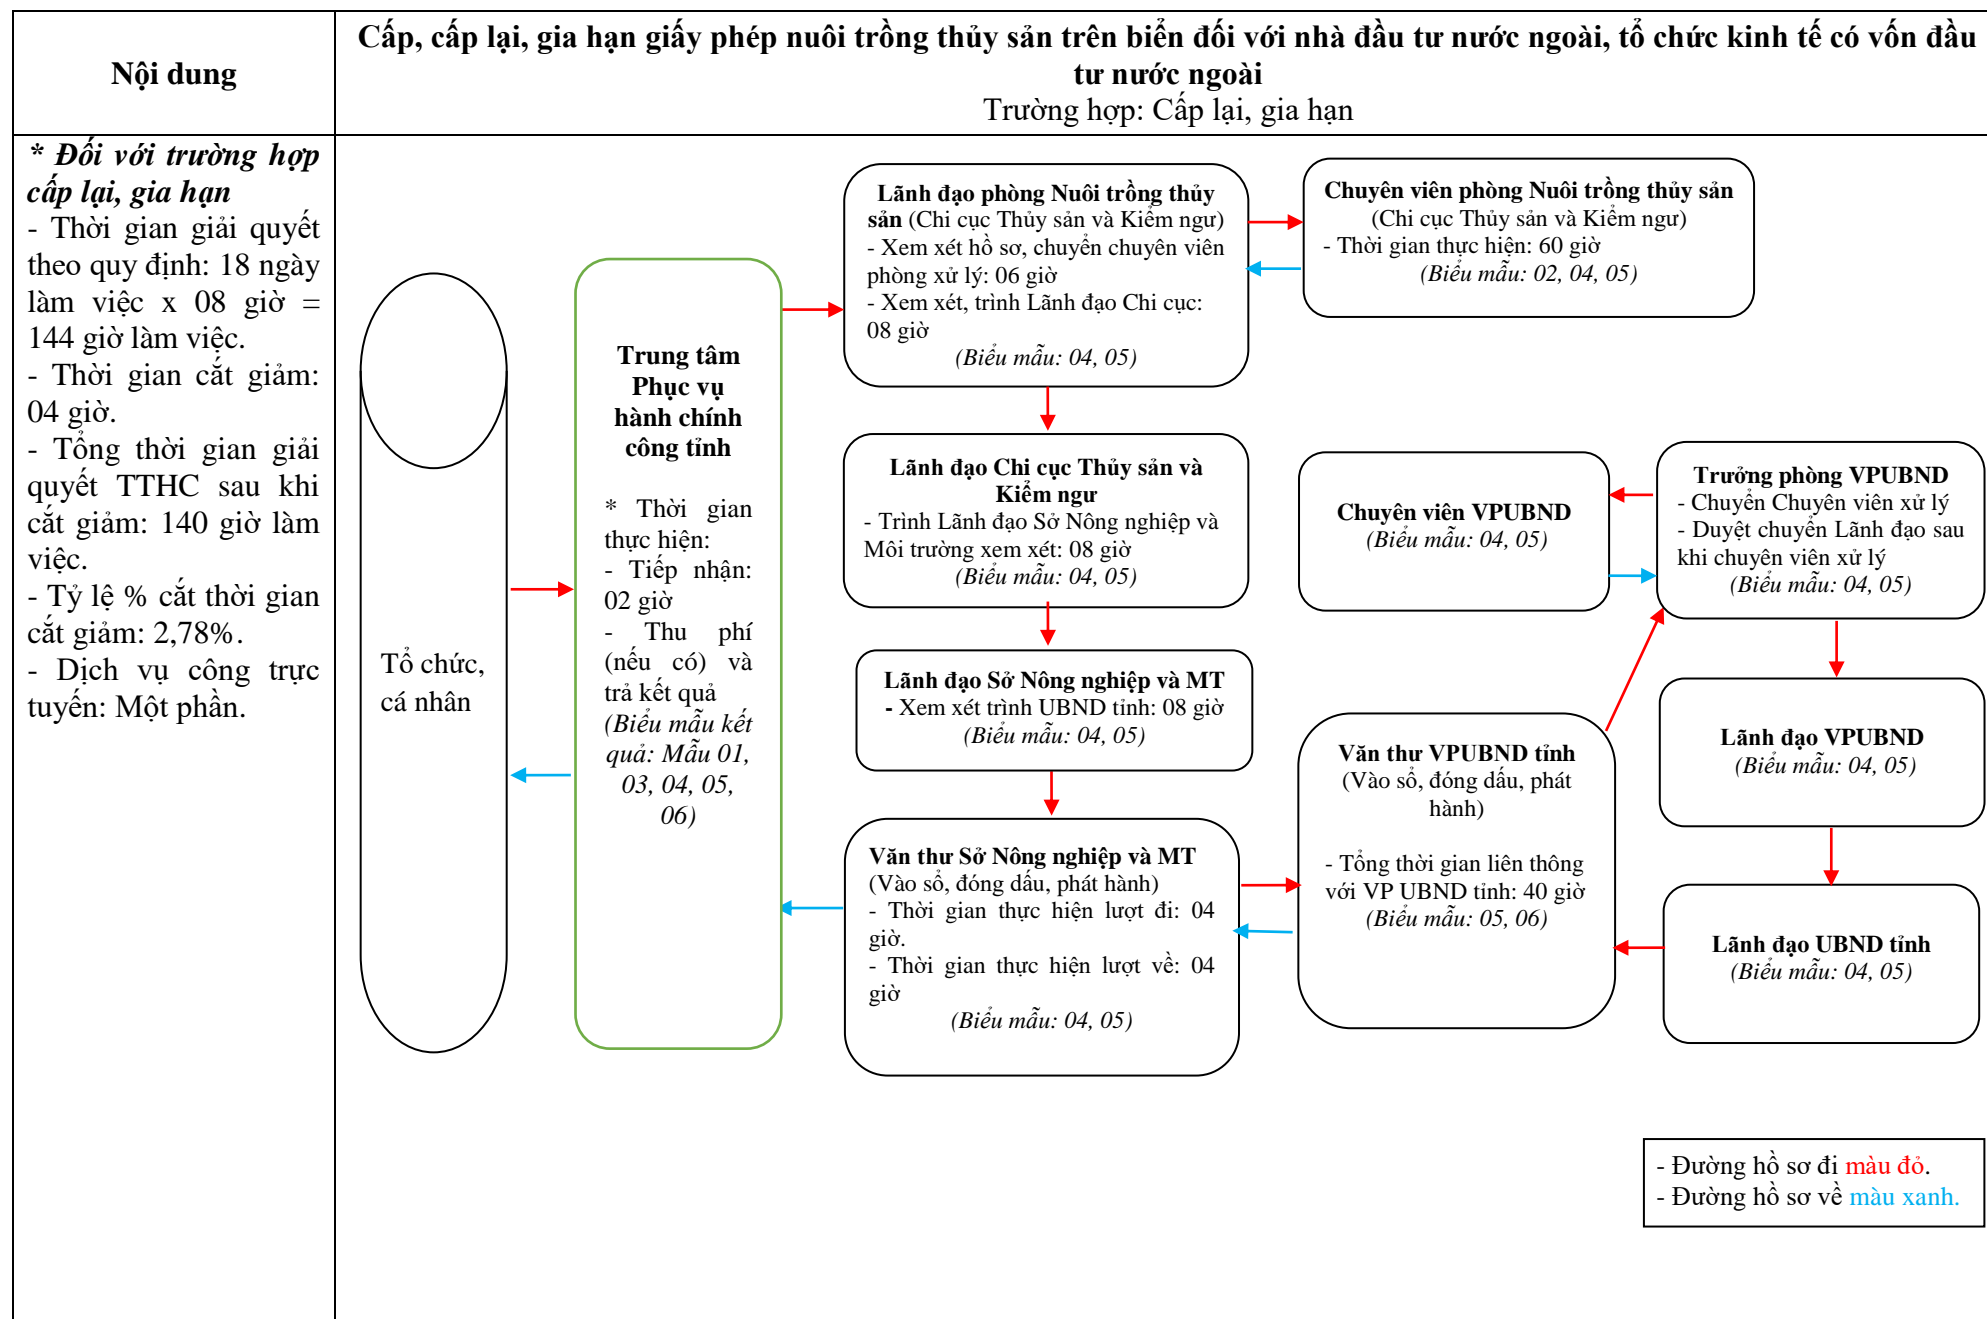 Nội dung
Cấp, cấp lại, gia hạn giấy phép nuôi trồng thủy sản trên biển đối với nhà đầu tư nước ngoài, tổ chức kinh tế có vốn đầu
tư nước ngoài
Trường hợp: Cấp lại, gia hạn
* Đối với trường hợp
cấp lại, gia hạn
- Thời gian giải quyết
theo quy định: 18 ngày
làm việc x 08 giờ =
144 giờ làm việc.
- Thời gian cắt giảm:
04 giờ.
- Tổng thời gian giải
quyết TTHC sau khi
cắt giảm: 140 giờ làm
việc.
- Tỷ lệ % cắt thời gian
cắt giảm: 2,78%.
- Dịch vụ công trực
tuyến: Một phần.
Tổ chức,
cá nhân
Trung tâm
Phục vụ
hành chính
công tỉnh
* Thời gian
thực hiện:
- Tiếp nhận:
02 giờ
- Thu phí
(nếu có) và
trả kết quả
(Biểu mẫu kết
quả: Mẫu 01,
03, 04, 05,
06)
Lãnh đạo phòng Nuôi trồng thủy
sản (Chi cục Thủy sản và Kiểm ngư)
- Xem xét hồ sơ, chuyển chuyên viên
phòng xử lý: 06 giờ
- Xem xét, trình Lãnh đạo Chi cục:
08 giờ
(Biểu mẫu: 04, 05)
Chuyên viên phòng Nuôi trồng thủy sản
(Chi cục Thủy sản và Kiểm ngư)
- Thời gian thực hiện: 60 giờ
(Biểu mẫu: 02, 04, 05)
Lãnh đạo Chi cục Thủy sản và
Kiểm ngư
- Trình Lãnh đạo Sở Nông nghiệp và
Môi trường xem xét: 08 giờ
(Biểu mẫu: 04, 05)
Lãnh đạo Sở Nông nghiệp và MT
- Xem xét trình UBND tỉnh: 08 giờ
(Biểu mẫu: 04, 05)
Văn thư Sở Nông nghiệp và MT
(Vào sổ, đóng dấu, phát hành)
- Thời gian thực hiện lượt đi: 04
giờ.
- Thời gian thực hiện lượt về: 04
giờ
(Biểu mẫu: 04, 05)
Chuyên viên VPUBND
(Biểu mẫu: 04, 05)
Trưởng phòng VPUBND
- Chuyển Chuyên viên xử lý
- Duyệt chuyển Lãnh đạo sau
khi chuyên viên xử lý
(Biểu mẫu: 04, 05)
Văn thư VPUBND tỉnh
(Vào sổ, đóng dấu, phát
hành)
- Tổng thời gian liên thông
với VP UBND tỉnh: 40 giờ
(Biểu mẫu: 05, 06)
Lãnh đạo VPUBND
(Biểu mẫu: 04, 05)
Lãnh đạo UBND tỉnh
(Biểu mẫu: 04, 05)
- Đường hồ sơ đi màu đỏ.
- Đường hồ sơ về màu xanh.